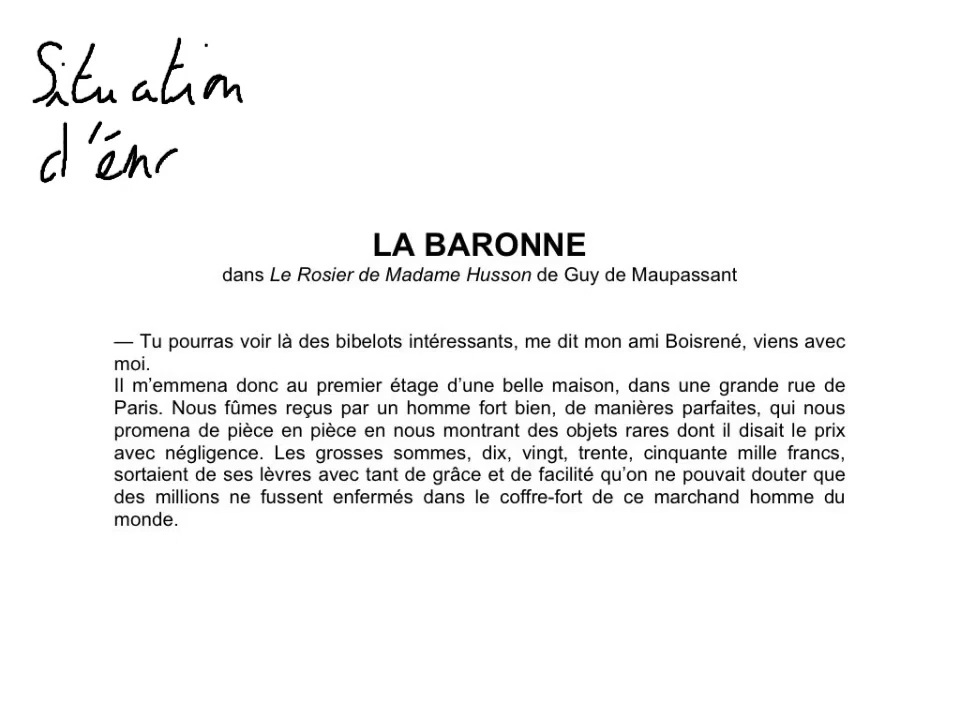 Situation
d'énr
LA BARONNE
dans Le Rosier de Madame Husson de Guy de Maupassant
— Tu pourras voir là des bibelots intéressants, me dit mon ami Boisrené, viens avec
moi.
Il m’emmena donc au premier étage d’une belle maison, dans une grande rue de
Paris. Nous fûmes reçus par un homme fort bien, de manières parfaites, qui nous
promena de pièce en pièce en nous montrant des objets rares dont il disait le prix
avec négligence. Les grosses sommes, dix, vingt, trente, cinquante mille francs,
sortaient de ses lèvres avec tant de grâce et de facilité qu’on ne pouvait douter que
des millions ne fussent enfermés dans le coffre-fort de ce marchand homme du
monde.